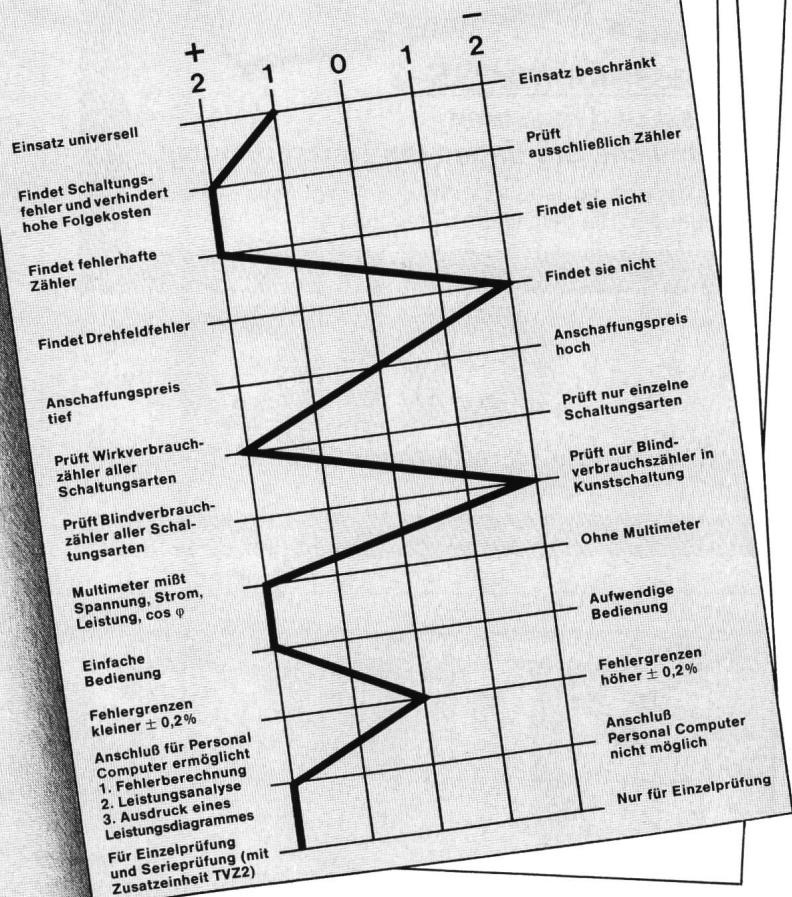 + −
2 1 0 1 2
Einsatz universell
Einsatz beschränkt
Findet Schaltungs-
fehler und verhindert
hohe Folgekosten
Prüft
ausschließlich Zähler
Findet fehlerhafte
Zähler
Findet sie nicht
Findet Drehfeldfehler
Findet sie nicht
Anschaffungspreis
tief
Anschaffungspreis
hoch
Prüft Wirkverbrauch-
zähler aller
Schaltungsarten
Prüft nur einzelne
Schaltungsarten
Prüft Blindverbrauch-
zähler aller Schal-
tungsarten
Prüft nur Blind-
verbrauchszähler in
Kunstschaltung
Multimeter mißt
Spannung, Strom,
Leistung, cos φ
Ohne Multimeter
Einfache
Bedienung
Aufwendige
Bedienung
Fehlergrenzen
kleiner ± 0,2%
Fehlergrenzen
höher ± 0,2%
Anschluß für Personal
Computer ermöglicht
1. Fehlerberechnung
2. Leistungsanalyse
3. Ausdruck eines
Leistungsdiagrammes
Anschluß
Personal Computer
nicht möglich
Für Einzelprüfung
und Serieprüfung (mit
Zusatzeinheit TVZ2)
Nur für Einzelprüfung